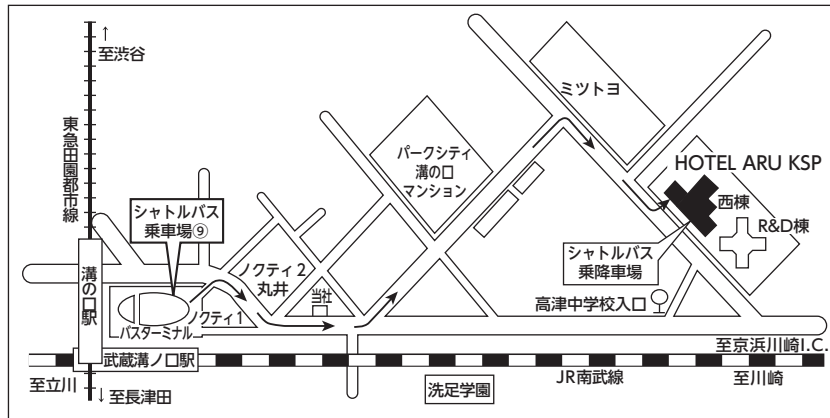 ↑
至渋谷
東急田園都市線
シャトルバス
乗車場⑨
パークシティ
溝の口
マンション
ミツトヨ
HOTEL ARU KSP
西棟
R&D棟
シャトルバス
乗降車場
溝の口駅
ノクティ2
丸井
当社
高津中学校入口
バスターミナル
ノクティ1
至京浜川崎I.C.
武蔵溝ノ口駅
至立川
↓至長津田
洗足学園
JR南武線
至川崎